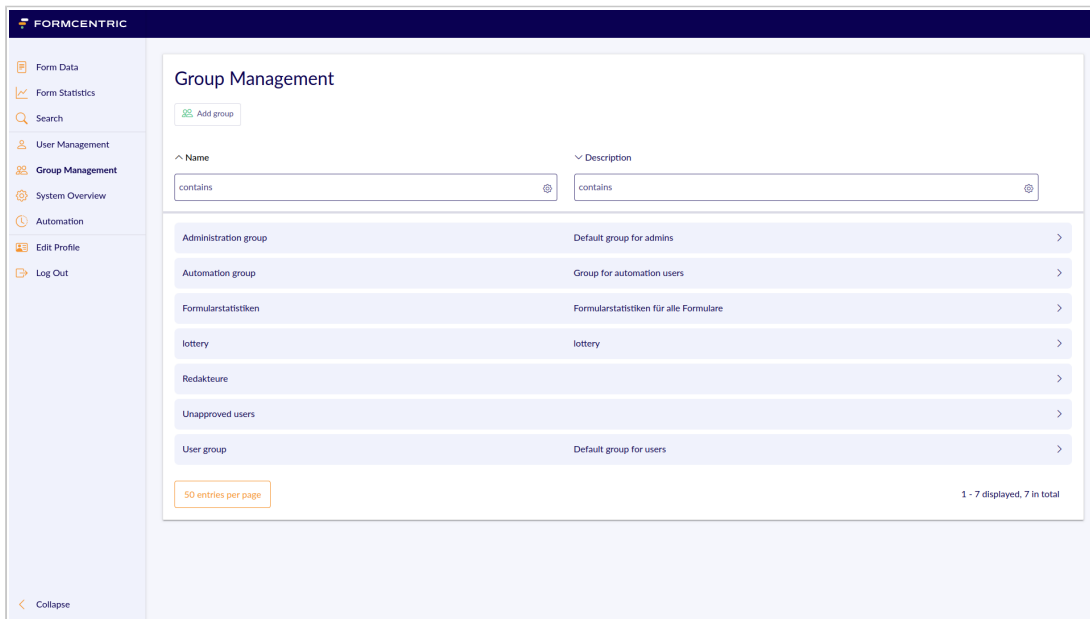 FORMCENTRIC
Form Data
Form Statistics
Search
User Management
Group Management
System Overview
Automation
Edit Profile
Log Out
Collapse
Group Management
Add group
Name Description
contains contains
Administration group Default group for admins
Automation group Group for automation users
Formularstatistiken Formularstatistiken für alle Formulare
lottery lottery
Redakteure
Unapproved users
User group Default group for users
50 entries per page 1 - 7 displayed, 7 in total